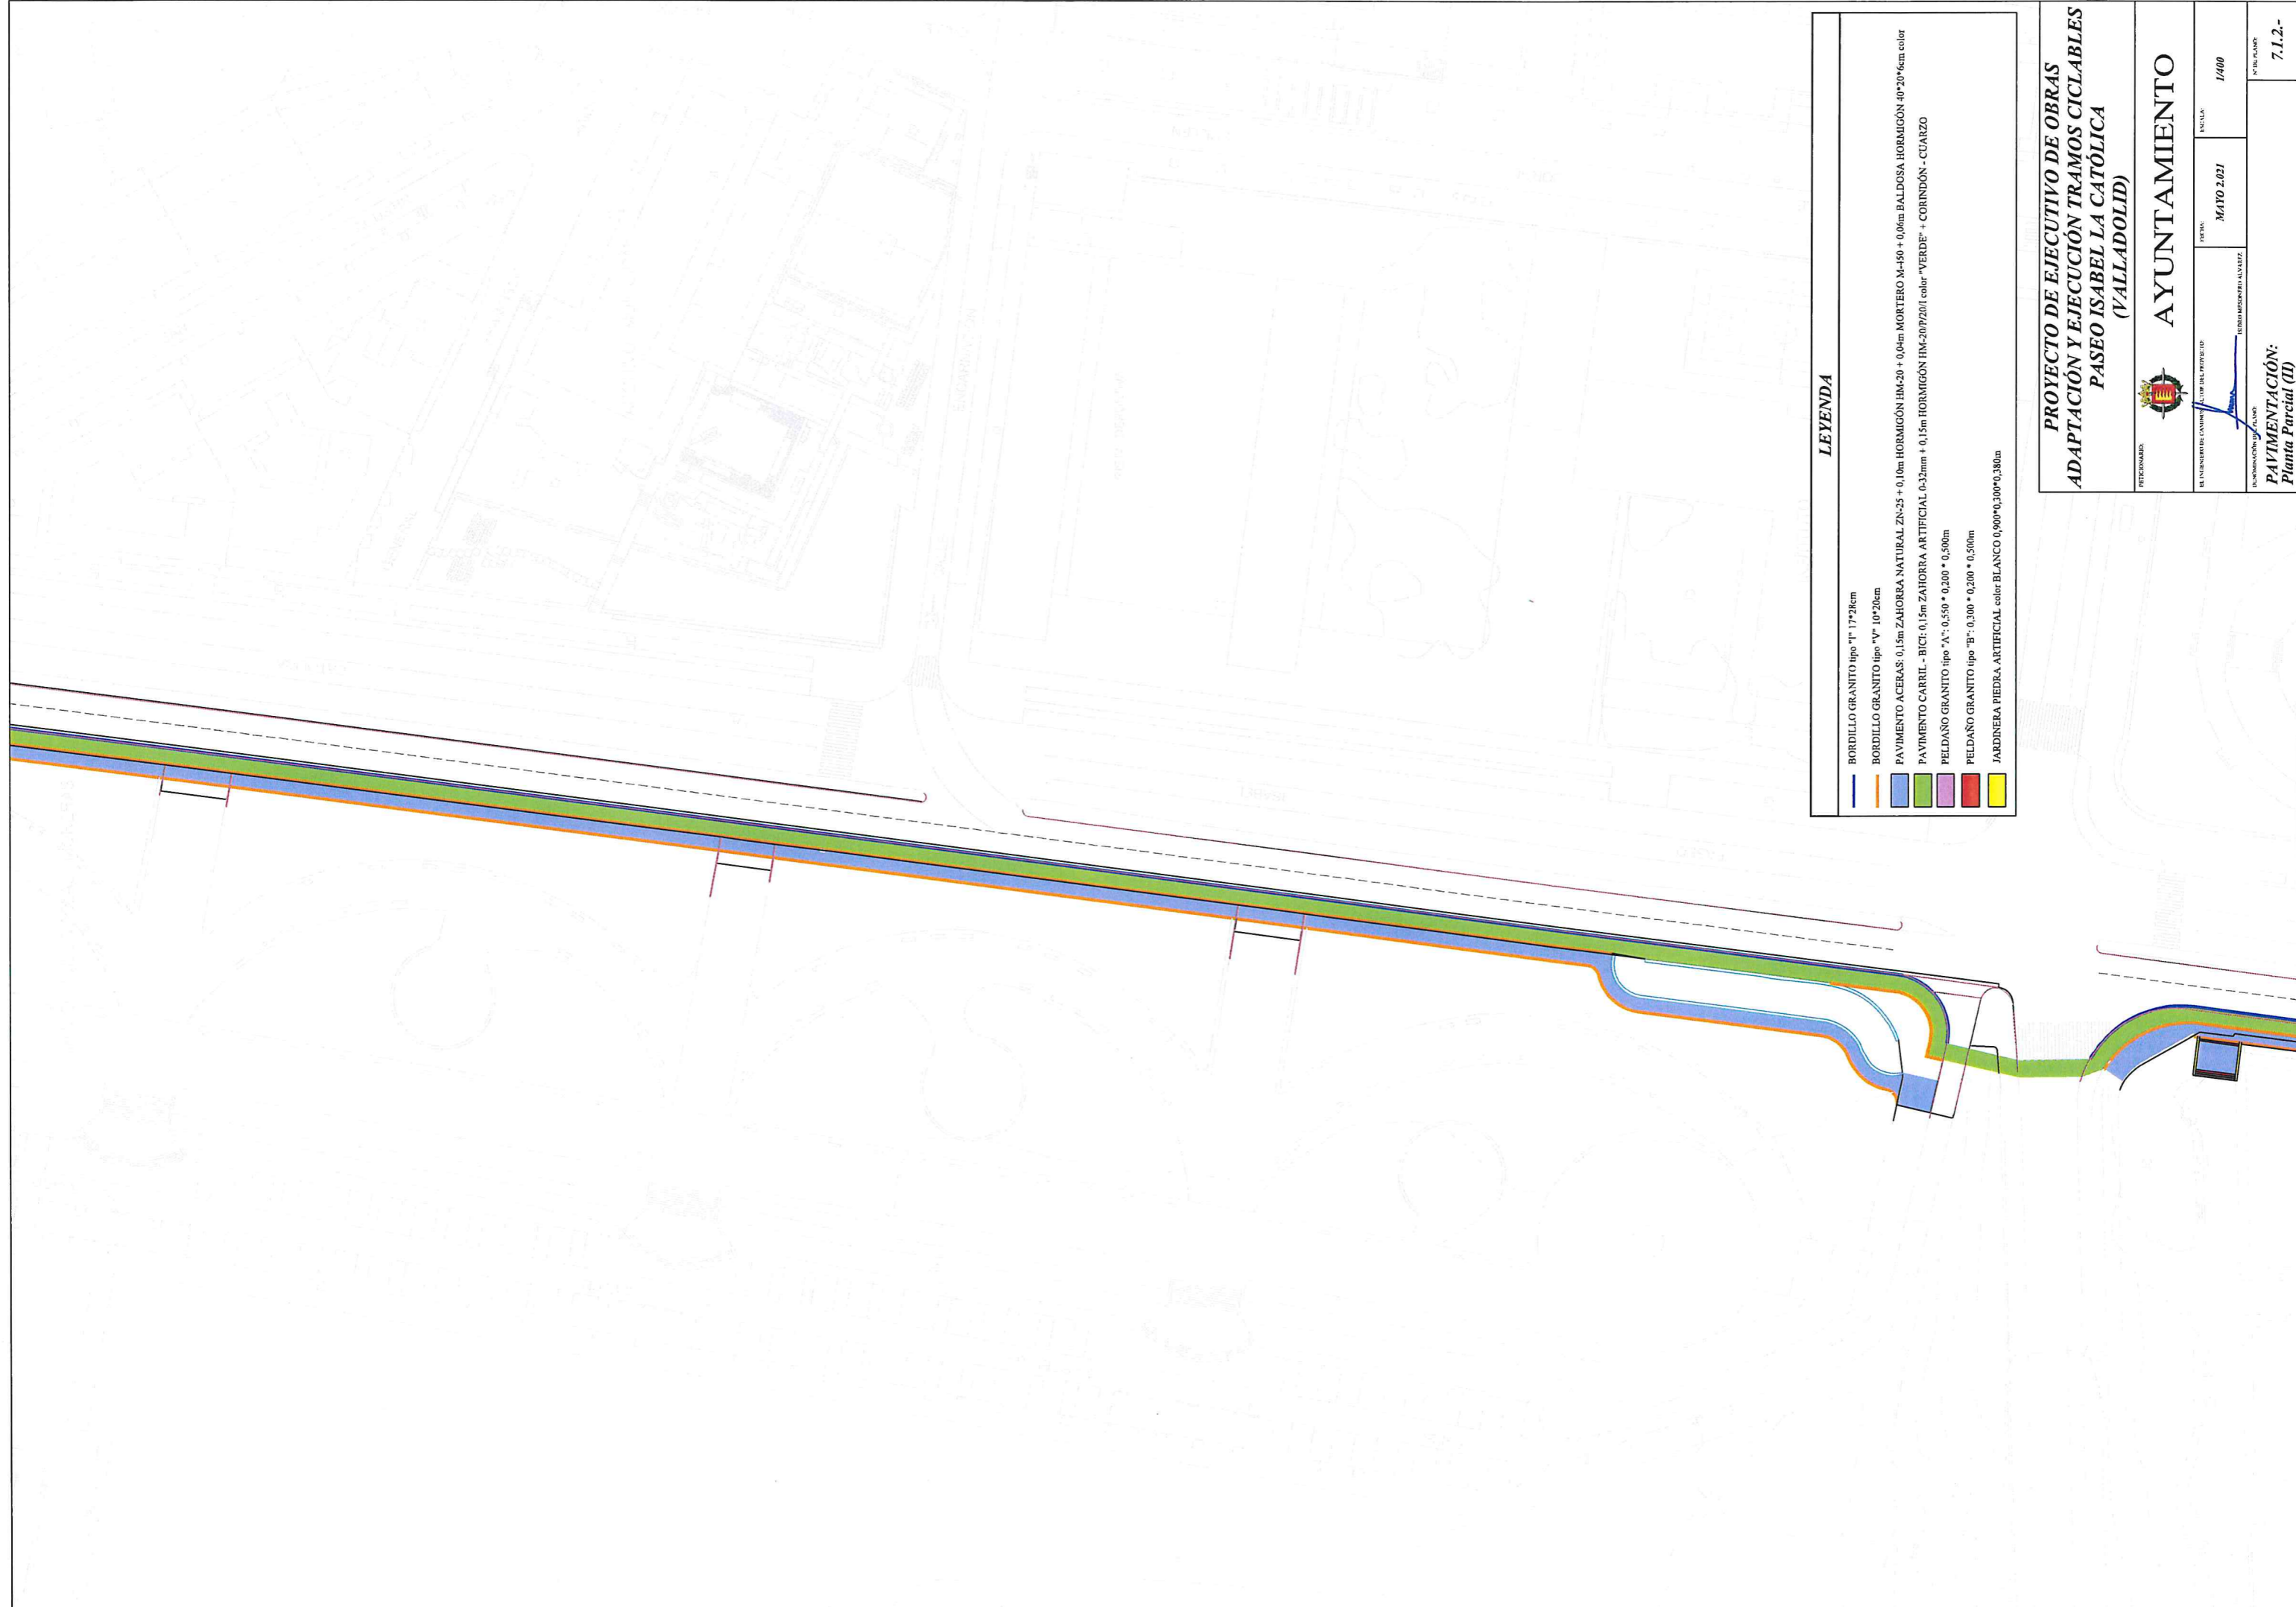 LEYENDA
BORDILLO GRANITO tipo "I" 17*28cm
BORDILLO GRANITO tipo "V" 10*20cm
PAVIMENTO ACERAS: 0,15m ZAHORRA NATURAL ZN-25 + 0,10m HORMIGÓN HM-20 + 0,04m MORTERO M-450 + 0,06m BALDOSA HORMIGÓN 40*20*6cm color
PAVIMENTO CARRIL - BICI: 0,15m ZAHORRA ARTIFICIAL 0-32mm + 0,15m HORMIGÓN HM-20/P/20/I color "VERDE" + CORINDÓN - CUARZO
PELDAÑO GRANITO tipo "A": 0,550 * 0,200 * 0,500m
PELDAÑO GRANITO tipo "B": 0,300 * 0,200 * 0,500m
JARDINERA PIEDRA ARTIFICIAL color BLANCO 0,900*0,300*0,380m
PROYECTO DE EJECUTIVO DE OBRAS
ADAPTACIÓN Y EJECUCIÓN TRAMOS CICLABLES
PASEO ISABEL LA CATÓLICA
(VALLADOLID)
PETICIONARIO:
AYUNTAMIENTO
FECHA:
MAYO 2.021
ESCALA:
1/400
DENOMINACIÓN DEL PLANO:
PAVIMENTACIÓN:
Planta Parcial (II)
Nº DE PLANO:
7.1.2.-